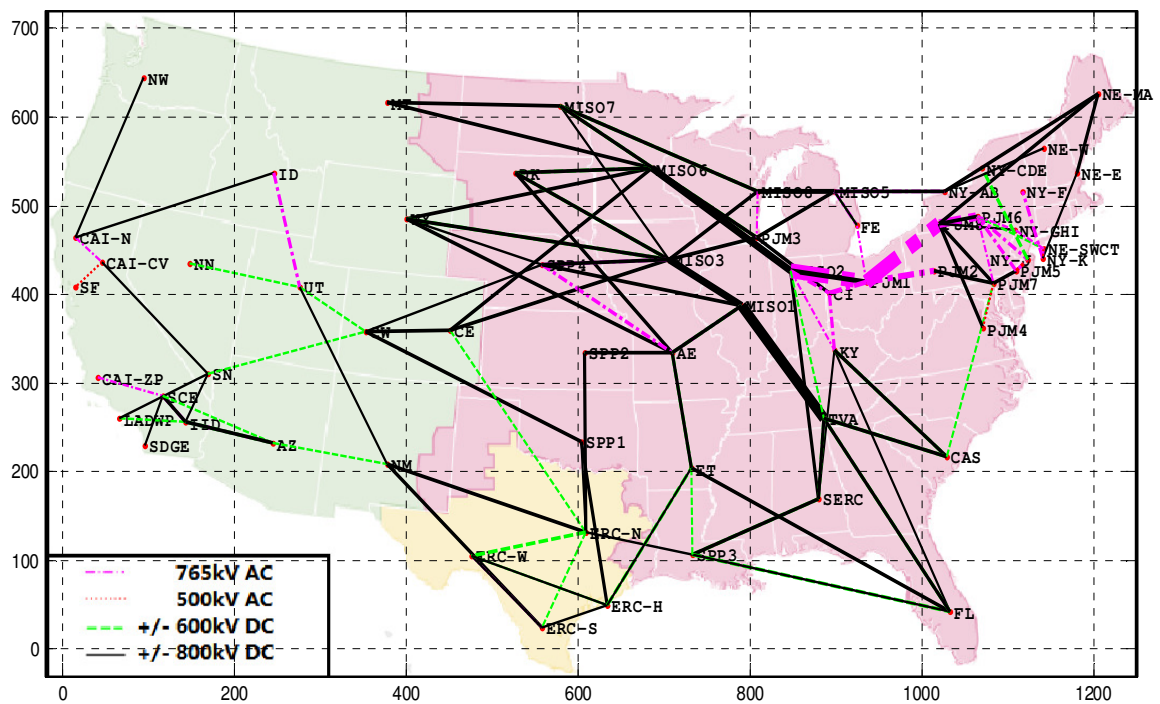 700
600
500
400
300
200
100
0
0
200
400
600
800
1000
1200
NW
MT
MISO7
NE-MA
ID
MISO6
NE-W
NY-CDE
NE-E
MISO8
MISO5
NY-AB
NY-F
CAI-N
FE
PJM6
NY-GHI
PJM3
CAI-CV
NN
SPP4
MISO3
NE-SWCT
NY-J
NY-K
SF
UT
PJM1
PJM2
PJM5
PJM7
CI
MISO1
CE
PJM4
SPP2
AE
KY
SN
CAI-ZP
SCE
LADWP
IID
TVA
SDGE
AZ
SPP1
CAS
NM
ET
SERC
ERC-N
ERC-W
SPP3
ERC-H
ERC-S
FL
765kV AC
500kV AC
+/- 600kV DC
+/- 800kV DC